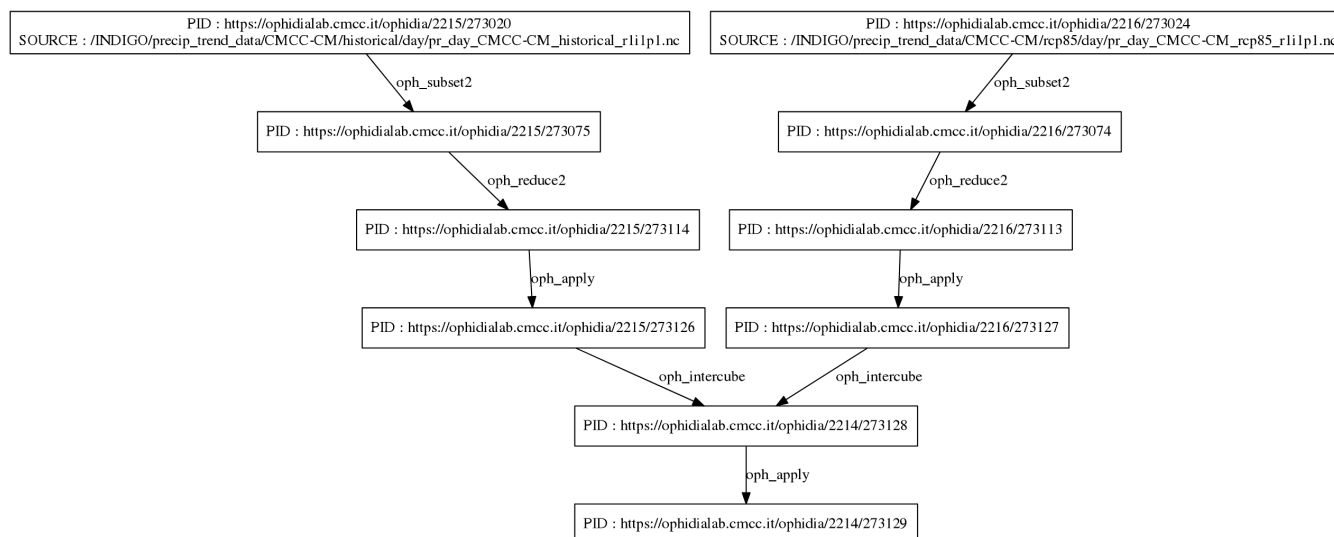 PID : https://ophidialab.cmcc.it/ophidia/2215/273020
SOURCE : /INDIGO/precip_trend_data/CMCC-CM/historical/day/pr_day_CMCC-CM_historical_r1i1p1.nc
PID : https://ophidialab.cmcc.it/ophidia/2216/273024
SOURCE : /INDIGO/precip_trend_data/CMCC-CM/rcp85/day/pr_day_CMCC-CM_rcp85_r1i1p1.nc
oph_subset2
oph_subset2
PID : https://ophidialab.cmcc.it/ophidia/2215/273075
PID : https://ophidialab.cmcc.it/ophidia/2216/273074
oph_reduce2
oph_reduce2
PID : https://ophidialab.cmcc.it/ophidia/2215/273114
PID : https://ophidialab.cmcc.it/ophidia/2216/273113
oph_apply
oph_apply
PID : https://ophidialab.cmcc.it/ophidia/2215/273126
PID : https://ophidialab.cmcc.it/ophidia/2216/273127
oph_intercube
oph_intercube
PID : https://ophidialab.cmcc.it/ophidia/2214/273128
oph_apply
PID : https://ophidialab.cmcc.it/ophidia/2214/273129